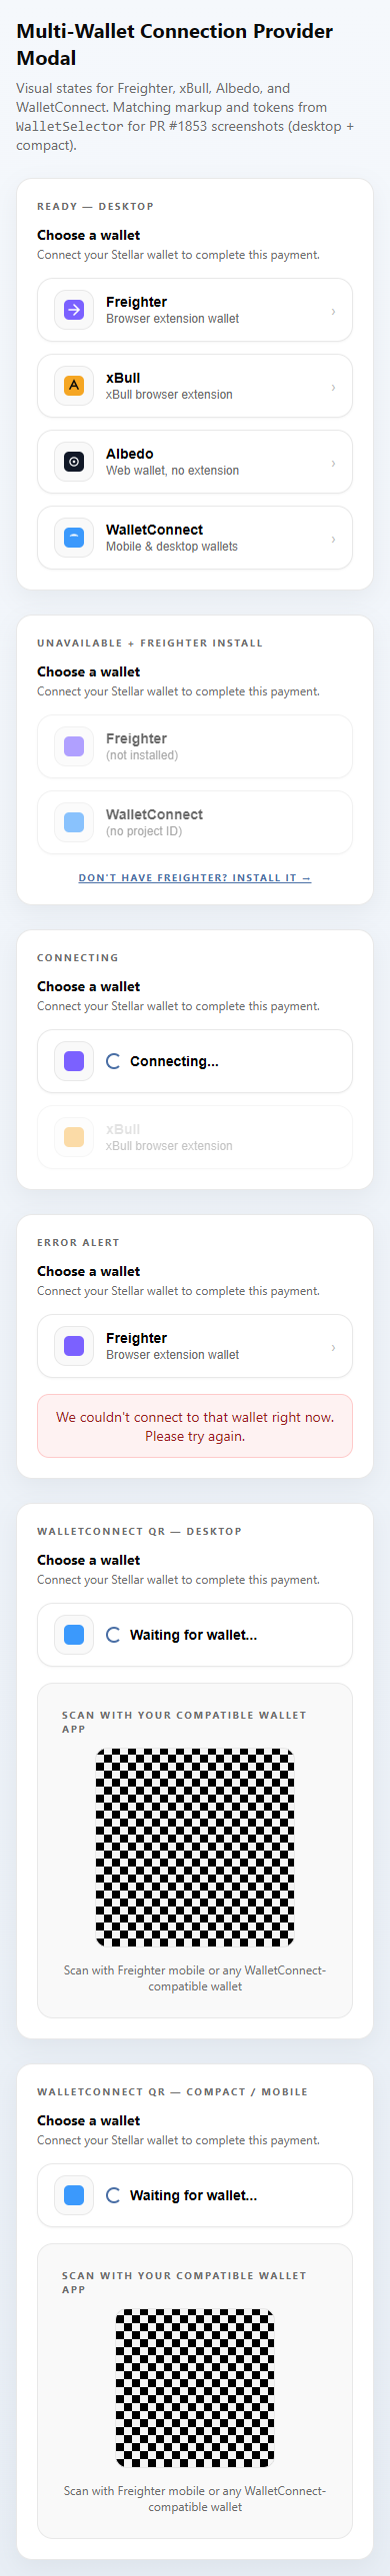 Multi-Wallet Connection Provider
Modal
Visual states for Freighter, xBull, Albedo, and
WalletConnect. Matching markup and tokens from
WalletSelector for PR #1853 screenshots (desktop +
compact).
READY — DESKTOP
Choose a wallet
Connect your Stellar wallet to complete this payment.
Freighter
Browser extension wallet
›
xBull
xBull browser extension
›
Albedo
Web wallet, no extension
›
WalletConnect
Mobile & desktop wallets
›
UNAVAILABLE + FREIGHTER INSTALL
Choose a wallet
Connect your Stellar wallet to complete this payment.
Freighter
(not installed)
WalletConnect
(no project ID)
DON'T HAVE FREIGHTER? INSTALL IT →
CONNECTING
Choose a wallet
Connect your Stellar wallet to complete this payment.
Connecting...
xBull
xBull browser extension
ERROR ALERT
Choose a wallet
Connect your Stellar wallet to complete this payment.
Freighter
Browser extension wallet
›
We couldn't connect to that wallet right now.
Please try again.
WALLETCONNECT QR — DESKTOP
Choose a wallet
Connect your Stellar wallet to complete this payment.
Waiting for wallet...
SCAN WITH YOUR COMPATIBLE WALLET
APP
Scan with Freighter mobile or any WalletConnect-
compatible wallet
WALLETCONNECT QR — COMPACT / MOBILE
Choose a wallet
Connect your Stellar wallet to complete this payment.
Waiting for wallet...
SCAN WITH YOUR COMPATIBLE WALLET
APP
Scan with Freighter mobile or any WalletConnect-
compatible wallet